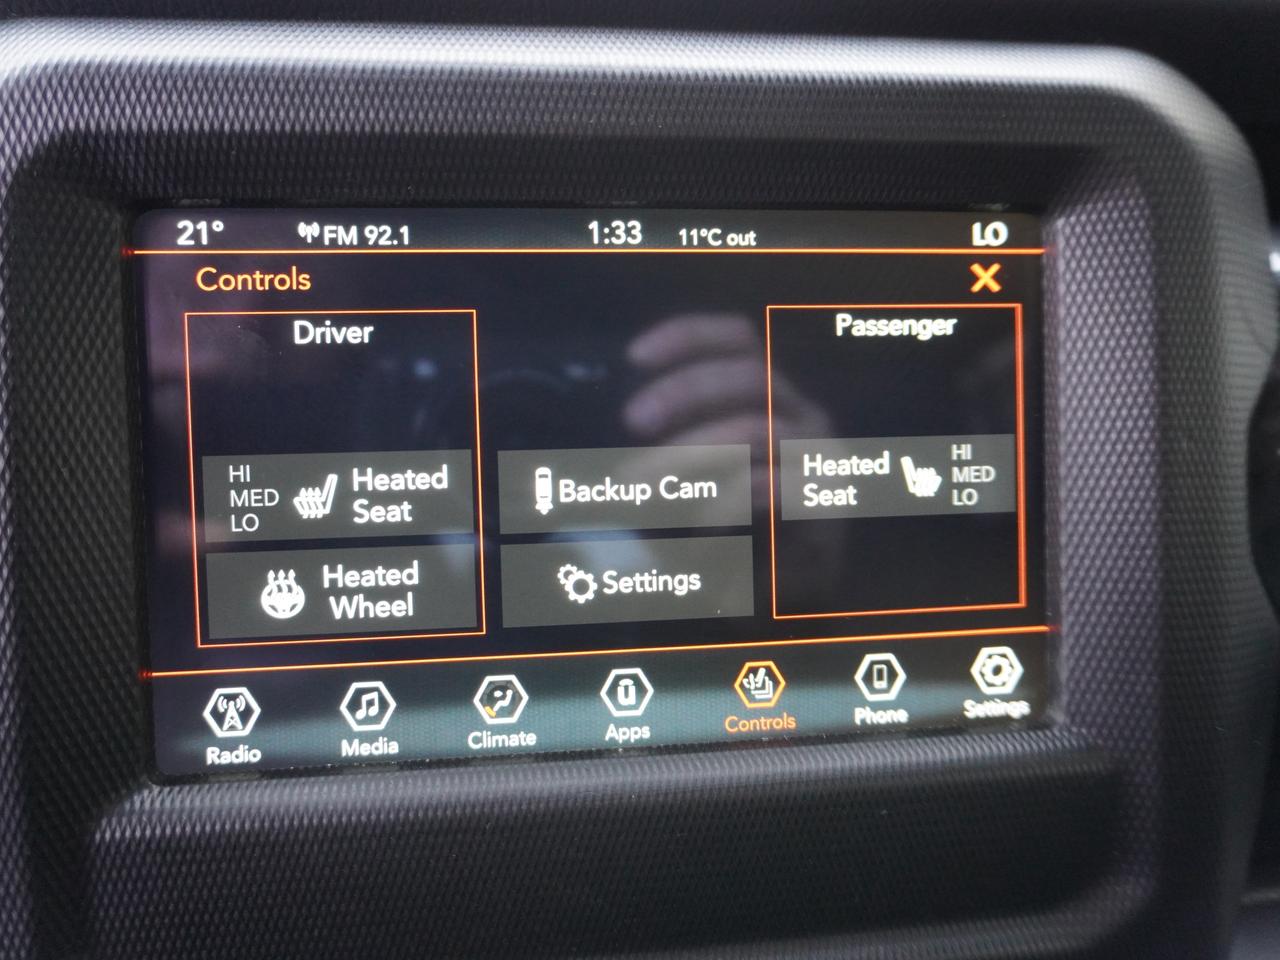 21° FM 92.1 1:33 11°C out LO
Controls X
Driver
HI
MED
LO
Heated
Seat
Heated
Wheel
Backup Cam
Settings
Passenger
Heated
Seat
HI
MED
LO
Radio Media Climate Apps Controls Phone Settings